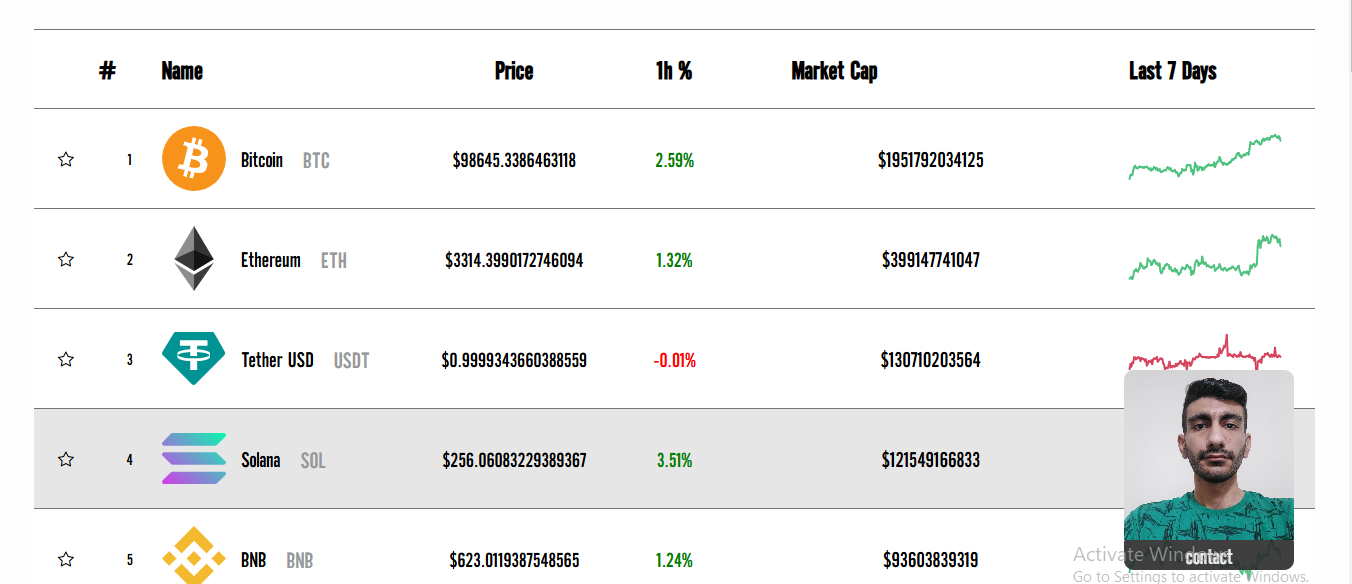 # Name Price 1h % Market Cap Last 7 Days
1 Bitcoin BTC $98645.3386463118 2.59% $1951792034125
2 Ethereum ETH $3314.3990172746094 1.32% $399147741047
3 Tether USD USDT $0.9999343660388559 -0.01% $130710203564
4 Solana SOL $256.06083229389367 3.51% $121549166833
5 BNB BNB $623.0119387548565 1.24% $93603839319
contact
Activate Windows
Go to Settings to activate Windows.